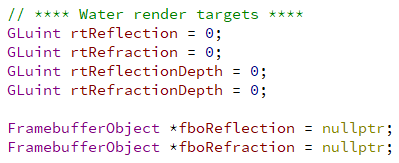 // **** Water render targets ****
GLuint rtReflection = 0;
GLuint rtRefraction = 0;
GLuint rtReflectionDepth = 0;
GLuint rtRefractionDepth = 0;

FramebufferObject *fboReflection = nullptr;
FramebufferObject *fboRefraction = nullptr;